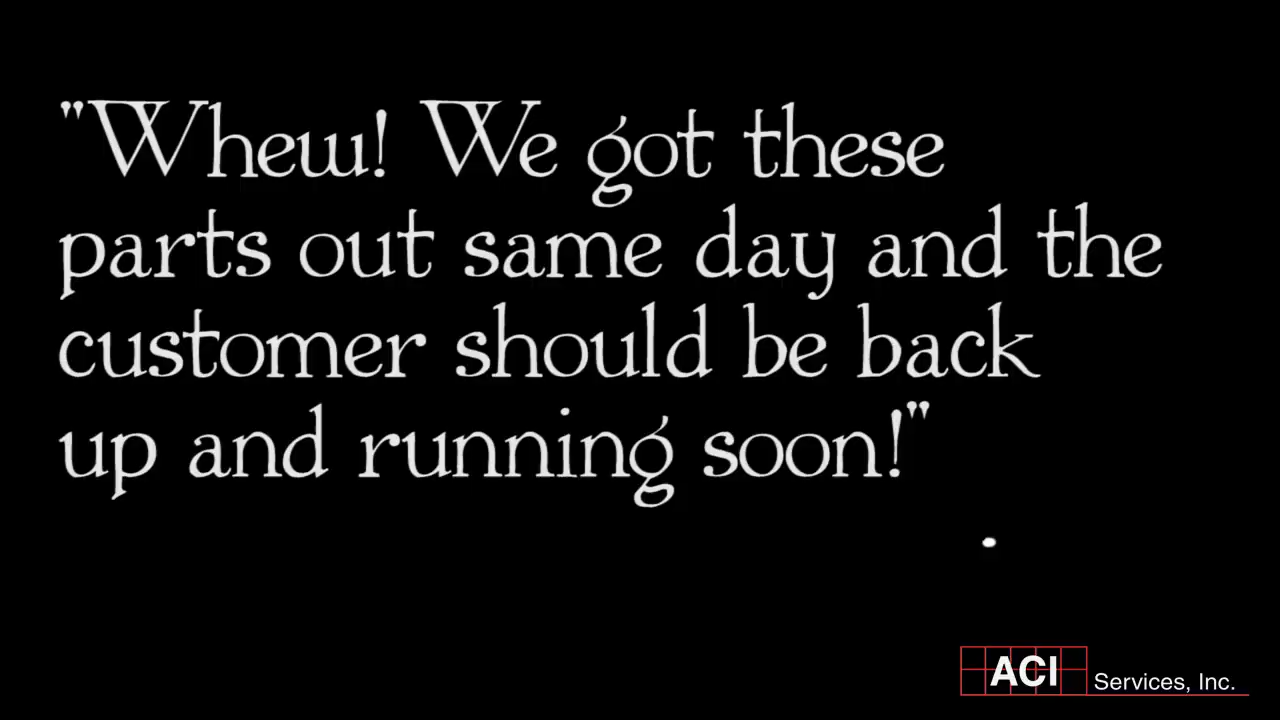 "Whew! We got these
parts out same day and the
customer should be back
up and running soon!"
ACI Services, Inc.